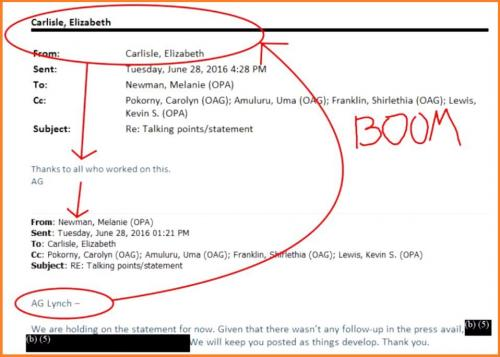 Carlisle, Elizabeth
From: Carlisle, Elizabeth
Sent: Tuesday, June 28, 2016 4:28 PM
To: Newman, Melanie (OPA)
Cc: Pokorny, Carolyn (OAG); Amuluru, Uma (OAG); Franklin, Shirlethia (OAG); Lewis,
Kevin S. (OPA)
Subject: Re: Talking points/statement
BOOM
Thanks to all who worked on this.
AG
From: Newman, Melanie (OPA)
Sent: Tuesday, June 28, 2016 01:21 PM
To: Carlisle, Elizabeth
Cc: Pokorny, Carolyn (OAG); Amuluru, Uma (OAG); Franklin, Shirlethia (OAG); Lewis, Kevin S. (OPA)
Subject: RE: Talking points/statement
AG Lynch –
We are holding on the statement for now. Given that there wasn't any follow-up in the press avail, (b) (5)
(b) (5) We will keep you posted as things develop. Thank you.